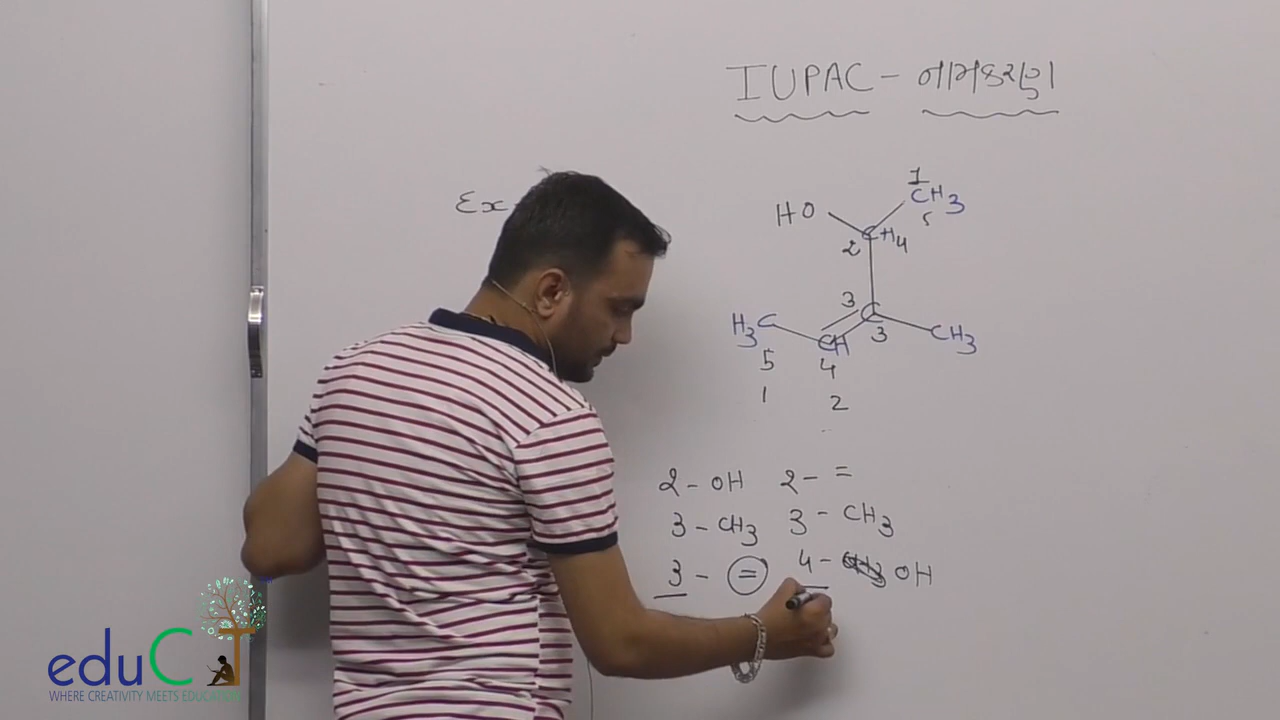 IUPAC - નામકરણ
Ex
1
HO CH3
5
2 CH4
3
H3C CH C CH3
5 4 3
1 2
2 - OH 2 - =
3 - CH3 3 - CH3
3 - = 4 - OH
eduCT
WHERE CREATIVITY MEETS EDUCATION